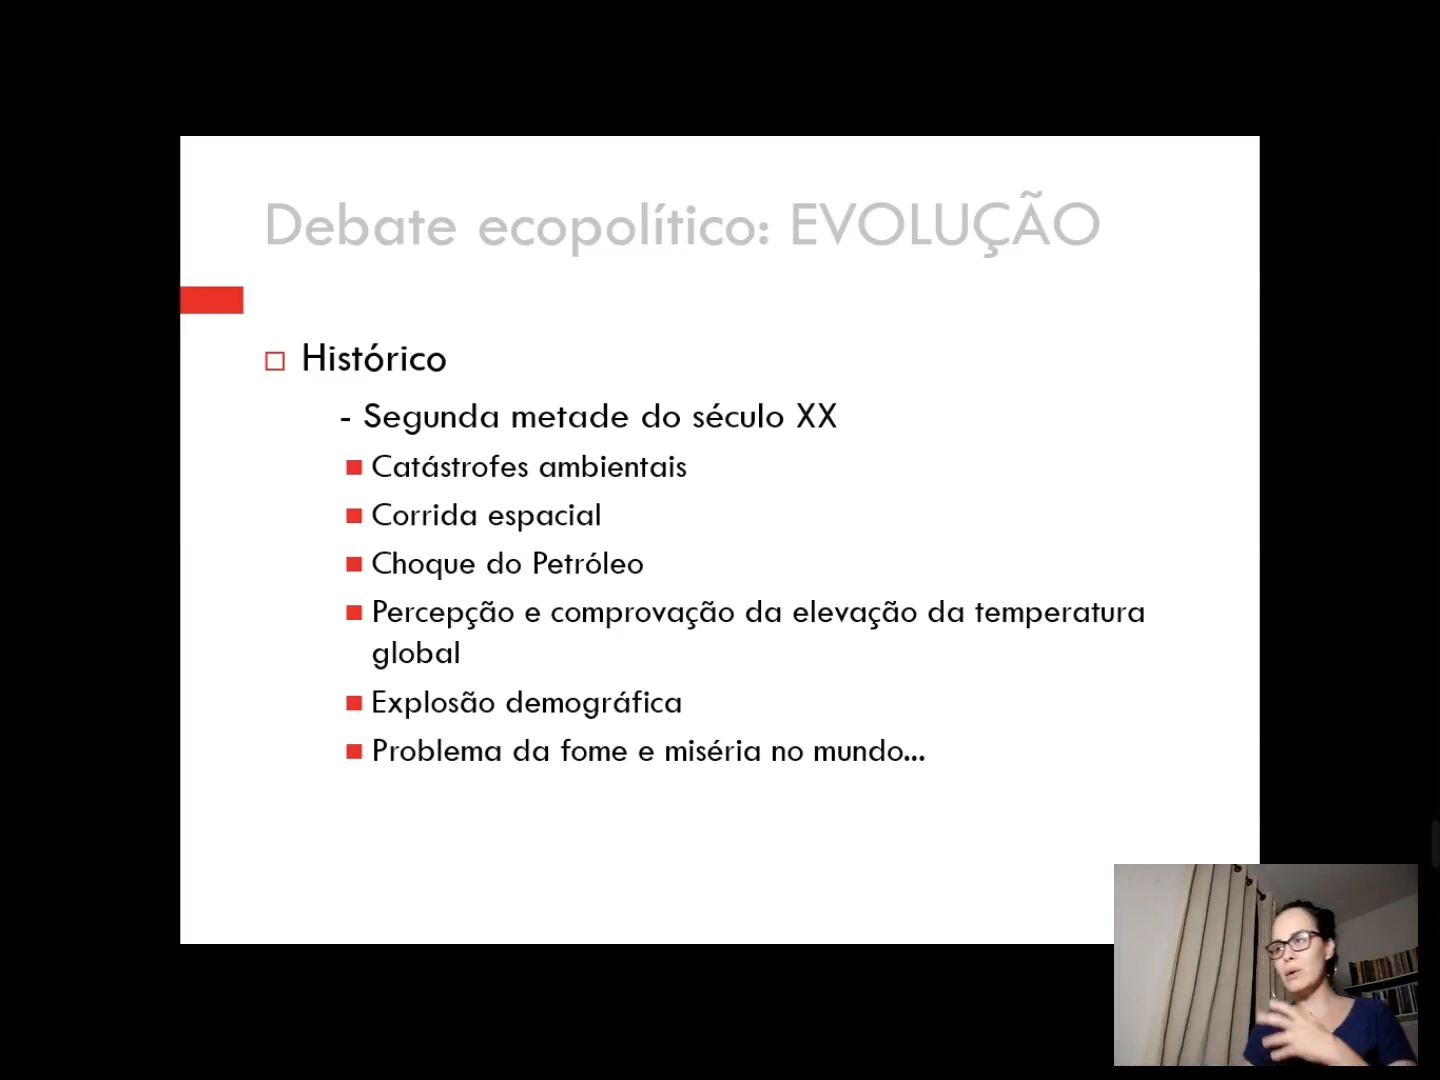 Debate ecopolítico: EVOLUÇÃO
Histórico
- Segunda metade do século XX
Catástrofes ambientais
Corrida espacial
Choque do Petróleo
Percepção e comprovação da elevação da temperatura
global
Explosão demográfica
Problema da fome e miséria no mundo...